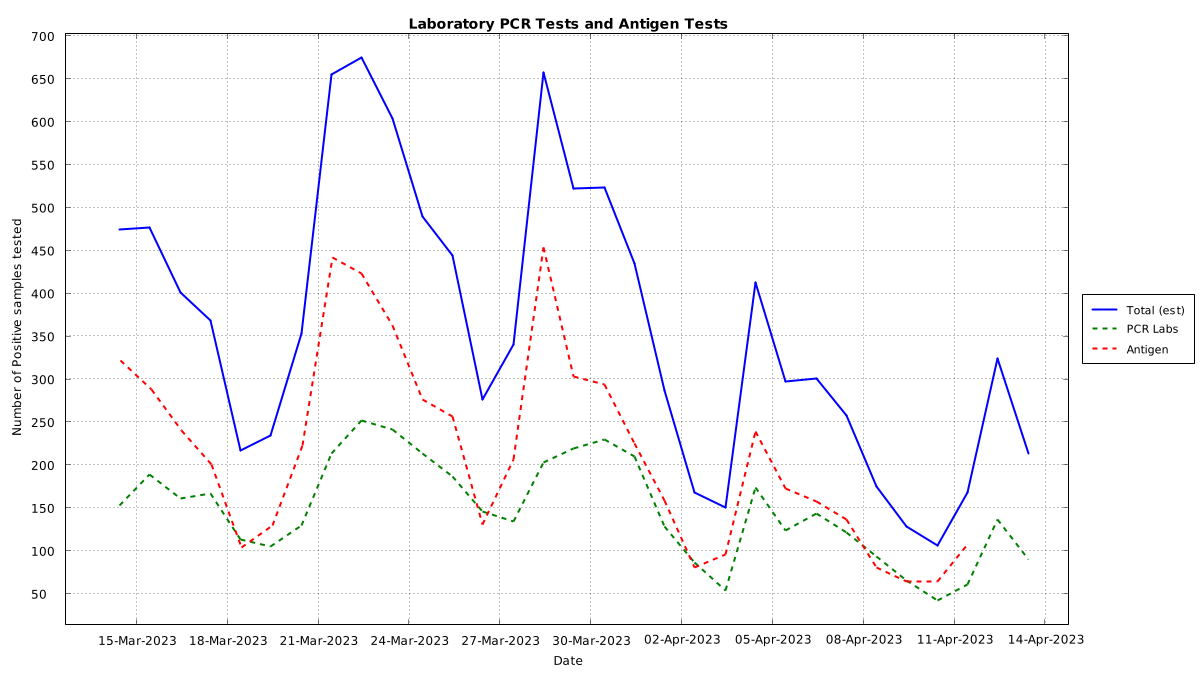 Laboratory PCR Tests and Antigen Tests
700
650
600
550
500
450
400
350
300
250
200
150
100
50
Number of Positive samples tested
15-Mar-2023 18-Mar-2023 21-Mar-2023 24-Mar-2023 27-Mar-2023 30-Mar-2023 02-Apr-2023 05-Apr-2023 08-Apr-2023 11-Apr-2023 14-Apr-2023
Date
Total (est)
PCR Labs
Antigen